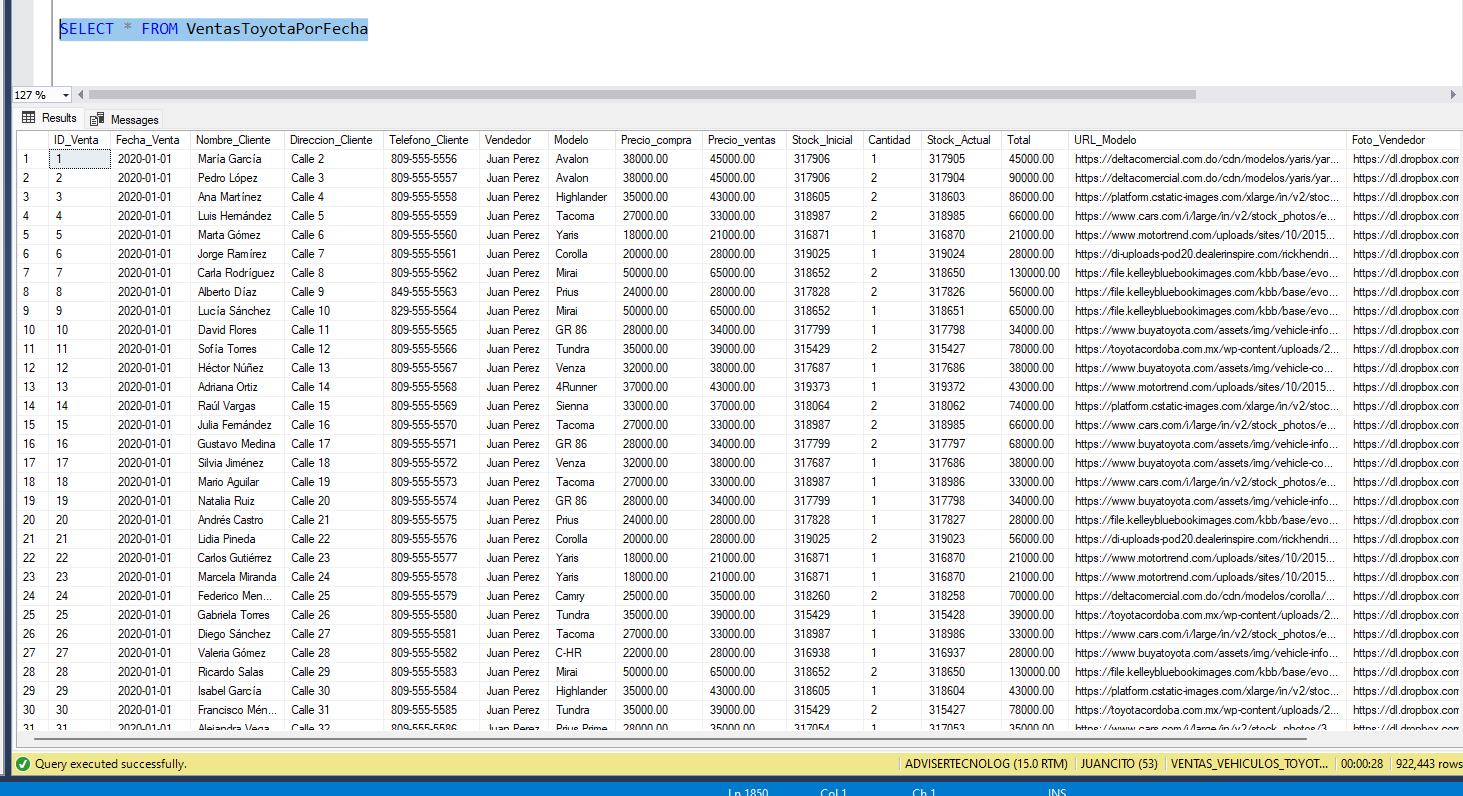 SELECT * FROM VentasToyotaPorFecha
127 %
Results Messages
ID_Venta Fecha_Venta Nombre_Cliente Direccion_Cliente Telefono_Cliente Vendedor Modelo Precio_compra Precio_ventas Stock_Inicial Cantidad Stock_Actual Total URL_Modelo Foto_Vendedor
1 1 2020-01-01 María García Calle 2 809-555-5556 Juan Perez Avalon 38000.00 45000.00 317906 1 317905 45000.00 https://deltacomercial.com.do/cdn/modelos/yaris/yar... https://dl.dropbox.com
2 2 2020-01-01 Pedro López Calle 3 809-555-5557 Juan Perez Avalon 38000.00 45000.00 317906 2 317904 90000.00 https://deltacomercial.com.do/cdn/modelos/yaris/yar... https://dl.dropbox.com
3 3 2020-01-01 Ana Martínez Calle 4 809-555-5558 Juan Perez Highlander 35000.00 43000.00 318605 2 318603 86000.00 https://platform.cstatic-images.com/xlarge/in/v2/stoc... https://dl.dropbox.com
4 4 2020-01-01 Luis Hernández Calle 5 809-555-5559 Juan Perez Tacoma 27000.00 33000.00 318987 2 318985 66000.00 https://www.cars.com/i/large/in/v2/stock_photos/e... https://dl.dropbox.com
5 5 2020-01-01 Marta Gómez Calle 6 809-555-5560 Juan Perez Yaris 18000.00 21000.00 316871 1 316870 21000.00 https://www.motortrend.com/uploads/sites/10/2015... https://dl.dropbox.com
6 6 2020-01-01 Jorge Ramírez Calle 7 809-555-5561 Juan Perez Corolla 20000.00 28000.00 319025 1 319024 28000.00 https://di-uploads-pod20.dealerinspire.com/rickhendri... https://dl.dropbox.com
7 7 2020-01-01 Carla Rodríguez Calle 8 809-555-5562 Juan Perez Mirai 50000.00 65000.00 318652 2 318650 130000.00 https://file.kelleybluebookimages.com/kbb/base/evo... https://dl.dropbox.com
8 8 2020-01-01 Alberto Díaz Calle 9 849-555-5563 Juan Perez Prius 24000.00 28000.00 317828 2 317826 56000.00 https://file.kelleybluebookimages.com/kbb/base/evo... https://dl.dropbox.com
9 9 2020-01-01 Lucía Sánchez Calle 10 829-555-5564 Juan Perez Mirai 50000.00 65000.00 318652 1 318651 65000.00 https://file.kelleybluebookimages.com/kbb/base/evo... https://dl.dropbox.com
10 10 2020-01-01 David Flores Calle 11 809-555-5565 Juan Perez GR 86 28000.00 34000.00 317799 1 317798 34000.00 https://www.buyatoyota.com/assets/img/vehicle-info... https://dl.dropbox.com
11 11 2020-01-01 Sofía Torres Calle 12 809-555-5566 Juan Perez Tundra 35000.00 39000.00 315429 2 315427 78000.00 https://toyotacordoba.com.mx/wp-content/uploads/2... https://dl.dropbox.com
12 12 2020-01-01 Héctor Núñez Calle 13 809-555-5567 Juan Perez Venza 32000.00 38000.00 317687 1 317686 38000.00 https://www.buyatoyota.com/assets/img/vehicle-co... https://dl.dropbox.com
13 13 2020-01-01 Adriana Ortiz Calle 14 809-555-5568 Juan Perez 4Runner 37000.00 43000.00 319373 1 319372 43000.00 https://www.motortrend.com/uploads/sites/10/2015... https://dl.dropbox.com
14 14 2020-01-01 Raúl Vargas Calle 15 809-555-5569 Juan Perez Sienna 33000.00 37000.00 318064 2 318062 74000.00 https://platform.cstatic-images.com/xlarge/in/v2/stoc... https://dl.dropbox.com
15 15 2020-01-01 Julia Fernández Calle 16 809-555-5570 Juan Perez Tacoma 27000.00 33000.00 318987 2 318985 66000.00 https://www.cars.com/i/large/in/v2/stock_photos/e... https://dl.dropbox.com
16 16 2020-01-01 Gustavo Medina Calle 17 809-555-5571 Juan Perez GR 86 28000.00 34000.00 317799 2 317797 68000.00 https://www.buyatoyota.com/assets/img/vehicle-info... https://dl.dropbox.com
17 17 2020-01-01 Silvia Jiménez Calle 18 809-555-5572 Juan Perez Venza 32000.00 38000.00 317687 1 317686 38000.00 https://www.buyatoyota.com/assets/img/vehicle-co... https://dl.dropbox.com
18 18 2020-01-01 Mario Aguilar Calle 19 809-555-5573 Juan Perez Tacoma 27000.00 33000.00 318987 1 318986 33000.00 https://www.cars.com/i/large/in/v2/stock_photos/e... https://dl.dropbox.com
19 19 2020-01-01 Natalia Ruiz Calle 20 809-555-5574 Juan Perez GR 86 28000.00 34000.00 317799 1 317798 34000.00 https://www.buyatoyota.com/assets/img/vehicle-info... https://dl.dropbox.com
20 20 2020-01-01 Andrés Castro Calle 21 809-555-5575 Juan Perez Prius 24000.00 28000.00 317828 1 317827 28000.00 https://file.kelleybluebookimages.com/kbb/base/evo... https://dl.dropbox.com
21 21 2020-01-01 Lidia Pineda Calle 22 809-555-5576 Juan Perez Corolla 20000.00 28000.00 319025 2 319023 56000.00 https://di-uploads-pod20.dealerinspire.com/rickhendri... https://dl.dropbox.com
22 22 2020-01-01 Carlos Gutiérrez Calle 23 809-555-5577 Juan Perez Yaris 18000.00 21000.00 316871 1 316870 21000.00 https://www.motortrend.com/uploads/sites/10/2015... https://dl.dropbox.com
23 23 2020-01-01 Marcela Miranda Calle 24 809-555-5578 Juan Perez Yaris 18000.00 21000.00 316871 1 316870 21000.00 https://www.motortrend.com/uploads/sites/10/2015... https://dl.dropbox.com
24 24 2020-01-01 Federico Men... Calle 25 809-555-5579 Juan Perez Camry 25000.00 35000.00 318260 2 318258 70000.00 https://deltacomercial.com.do/cdn/modelos/corolla/... https://dl.dropbox.com
25 25 2020-01-01 Gabriela Torres Calle 26 809-555-5580 Juan Perez Tundra 35000.00 39000.00 315429 1 315428 39000.00 https://toyotacordoba.com.mx/wp-content/uploads/2... https://dl.dropbox.com
26 26 2020-01-01 Diego Sánchez Calle 27 809-555-5581 Juan Perez Tacoma 27000.00 33000.00 318987 1 318986 33000.00 https://www.cars.com/i/large/in/v2/stock_photos/e... https://dl.dropbox.com
27 27 2020-01-01 Valeria Gómez Calle 28 809-555-5582 Juan Perez C-HR 22000.00 28000.00 316938 1 316937 28000.00 https://www.buyatoyota.com/assets/img/vehicle-info... https://dl.dropbox.com
28 28 2020-01-01 Ricardo Salas Calle 29 809-555-5583 Juan Perez Mirai 50000.00 65000.00 318652 2 318650 130000.00 https://file.kelleybluebookimages.com/kbb/base/evo... https://dl.dropbox.com
29 29 2020-01-01 Isabel García Calle 30 809-555-5584 Juan Perez Highlander 35000.00 43000.00 318605 1 318604 43000.00 https://platform.cstatic-images.com/xlarge/in/v2/stoc... https://dl.dropbox.com
30 30 2020-01-01 Francisco Mén... Calle 31 809-555-5585 Juan Perez Tundra 35000.00 39000.00 315429 2 315427 78000.00 https://toyotacordoba.com.mx/wp-content/uploads/2... https://dl.dropbox.com
31 31 2020-01-01 Alejandra Vega Calle 32 809-555-5586 Juan Perez Prius Prime 28000.00 35000.00 317054 1 317053 35000.00 https://www.cars.com/i/large/in/v2/stock_photos/3... https://dl.dropbox.com
Query executed successfully. ADVISERTECNOLOG (15.0 RTM) JUANCITO (53) VENTAS_VEHICULOS_TOYOT... 00:00:28 922,443 rows
Ln 1850 Col 1 Ch 1 INS